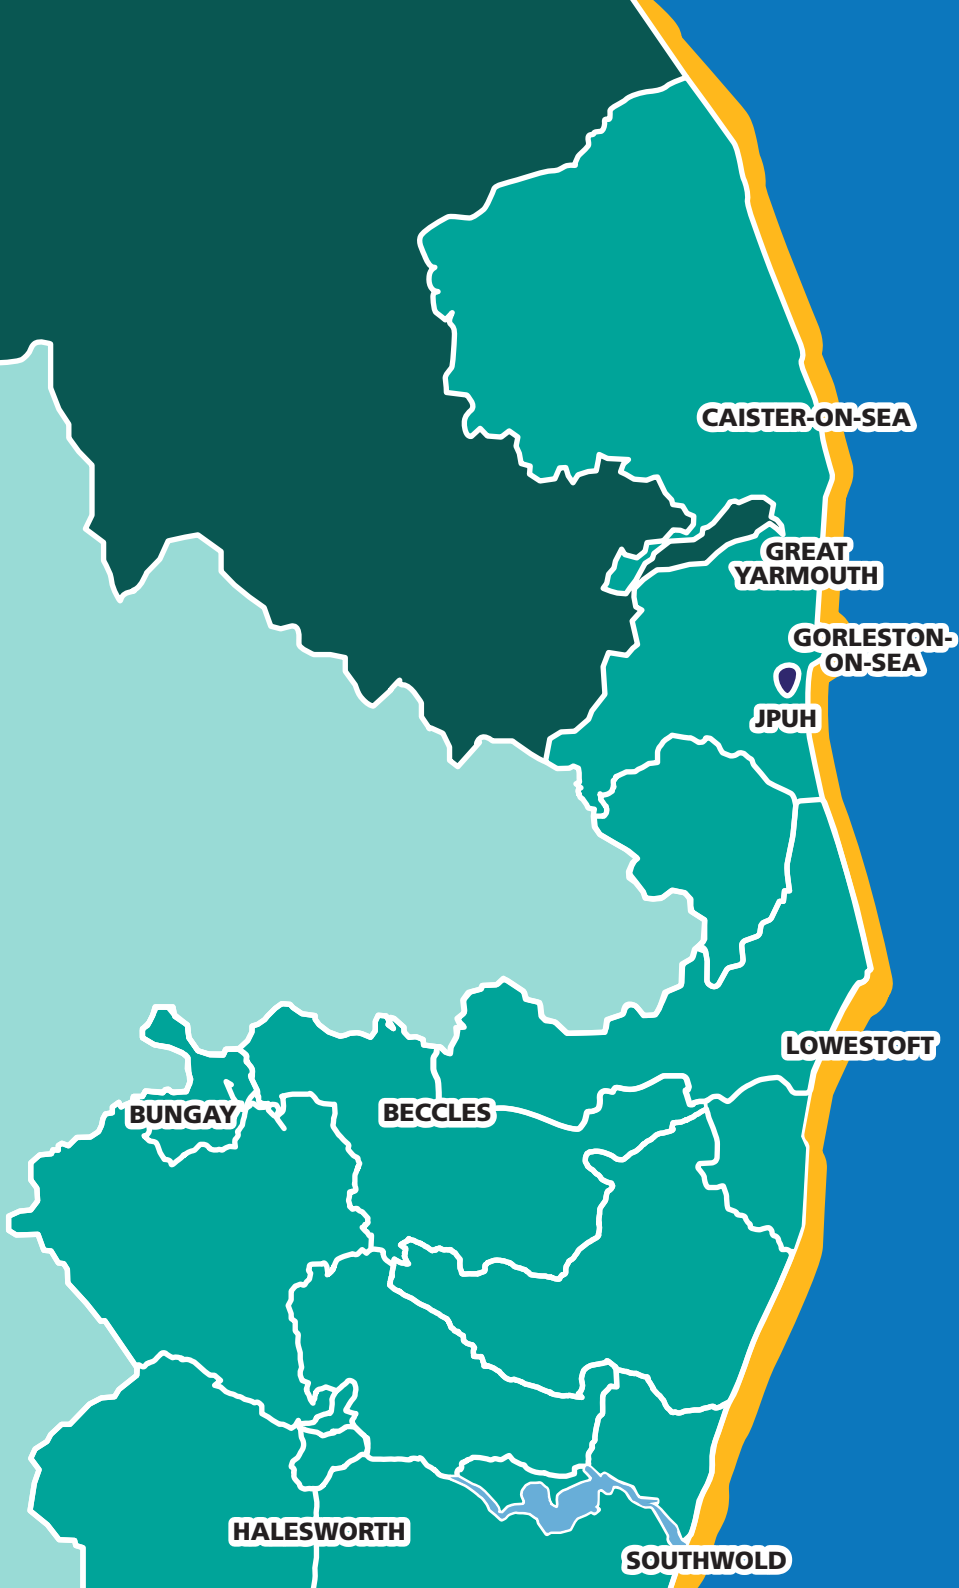 CAISTER-ON-SEA
GREAT
YARMOUTH
GORLESTON-
ON-SEA
JPUH
LOWESTOFT
BUNGAY
BECCLES
HALESWORTH
SOUTHWOLD